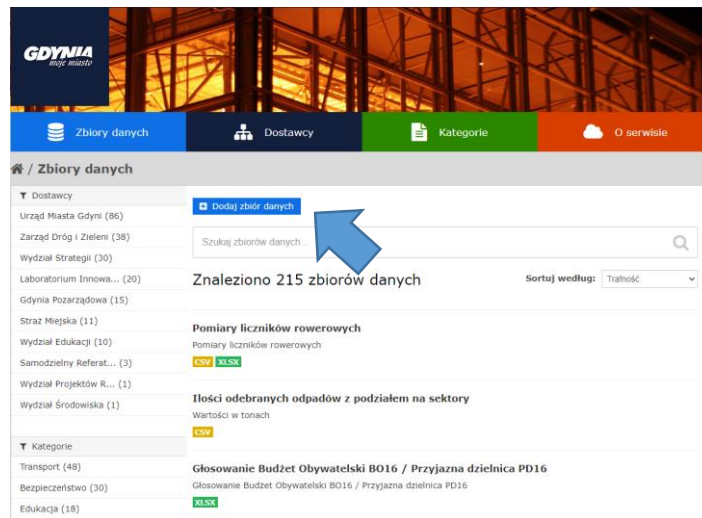 GDYNIA
moje miasto
Zbiory danych
Dostawcy
Kategorie
O serwisie
/ Zbiory danych
Dostawcy
Urząd Miasta Gdyni (86)
Zarząd Dróg i Zieleni (38)
Wydział Strategii (30)
Laboratorium Innowa... (20)
Gdynia Pozarządowa (15)
Straż Miejska (11)
Wydział Edukacji (10)
Samodzielny Referat... (3)
Wydział Projektów R... (1)
Wydział Środowiska (1)
Kategorie
Transport (48)
Bezpieczeństwo (30)
Edukacja (18)
Dodaj zbiór danych
Szukaj zbiorów danych...
Znaleziono 215 zbiorów danych
Sortuj według: Trafność
Pomiary liczników rowerowych
Pomiary liczników rowerowych
CSV XLSX
Ilości odebranych odpadów z podziałem na sektory
Wartości w tonach
CSV
Głosowanie Budżet Obywatelski BO16 / Przyjazna dzielnica PD16
Głosowanie Budżet Obywatelski BO16 / Przyjazna dzielnica PD16
XLSX